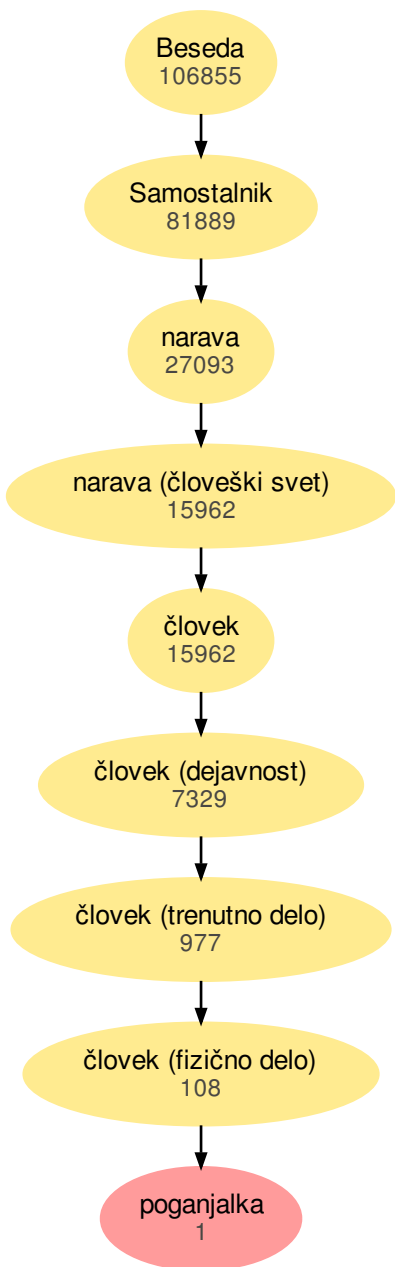 Beseda
106855
Samostalnik
81889
narava
27093
narava (človeški svet)
15962
človek
15962
človek (dejavnost)
7329
človek (trenutno delo)
977
človek (fizično delo)
108
poganjalka
1